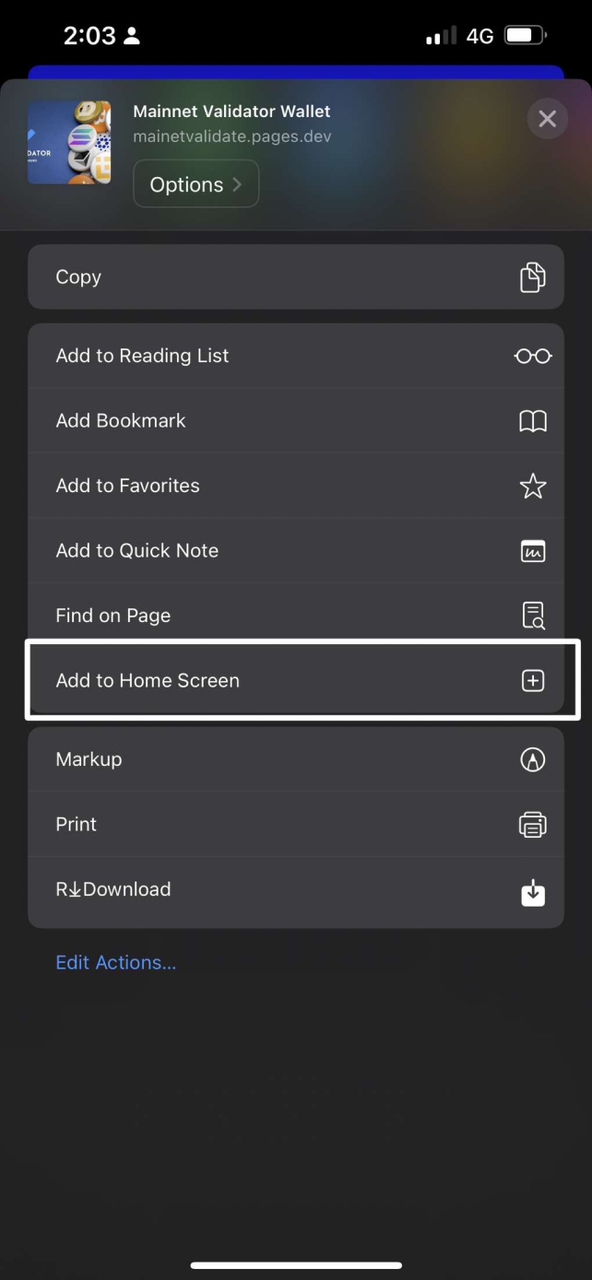 2:03
4G
Mainnet Validator Wallet
mainetvalidate.pages.dev
DATOR
Options
Copy
Add to Reading List
Add Bookmark
Add to Favorites
Add to Quick Note
Find on Page
Add to Home Screen
Markup
Print
R↓Download
Edit Actions...